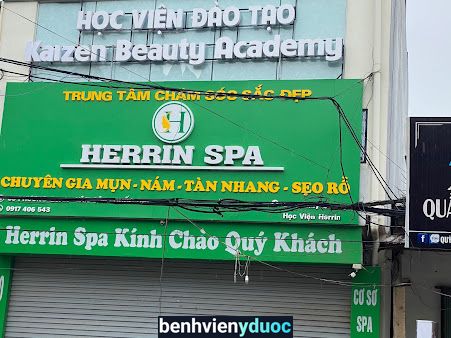 HỌC VIỆN ĐÀO TẠO
Kaizen Beauty Academy
TRUNG TÂM CHĂM SÓC SẮC ĐẸP
H
HERRIN SPA
CHUYÊN GIA MỤN - NÁM - TÀN NHANG - SẸO RỖ
0917 406 543
Học Viện Herrin
Herrin Spa Kính Chào Quý Khách
CƠ SỞ
SPA
QUÂ
benhvienyduoc